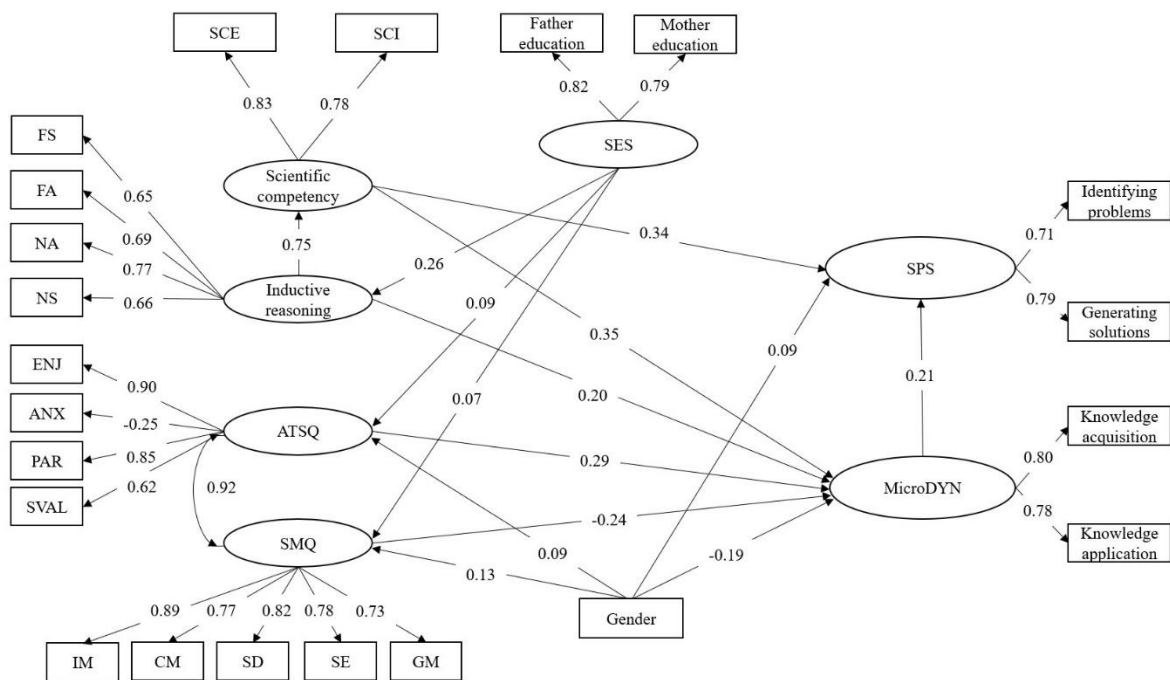 SCE
SCI
Father
education
Mother
education
0.83
0.78
0.82
0.79
FS
FA
NA
NS
0.65
0.69
0.77
0.66
Scientific
competency
SES
0.75
Inductive
reasoning
0.26
0.34
0.09
0.35
0.07
0.20
SPS
0.71
0.79
Identifying
problems
Generating
solutions
0.09
0.21
ENJ
ANX
PAR
SVAL
0.90
-0.25
0.85
0.62
ATSQ
0.92
0.29
SMQ
-0.24
0.09
0.13
-0.19
MicroDYN
0.80
0.78
Knowledge
acquisition
Knowledge
application
Gender
0.89
0.77
0.82
0.78
0.73
IM
CM
SD
SE
GM